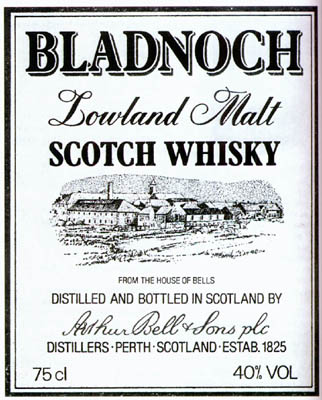 BLADNOCH
Lowland Malt
SCOTCH WHISKY
FROM THE HOUSE OF BELLS
DISTILLED AND BOTTLED IN SCOTLAND BY
Arthur Bell & Sons plc
DISTILLERS · PERTH · SCOTLAND · ESTAB. 1825
75 cl 40% VOL